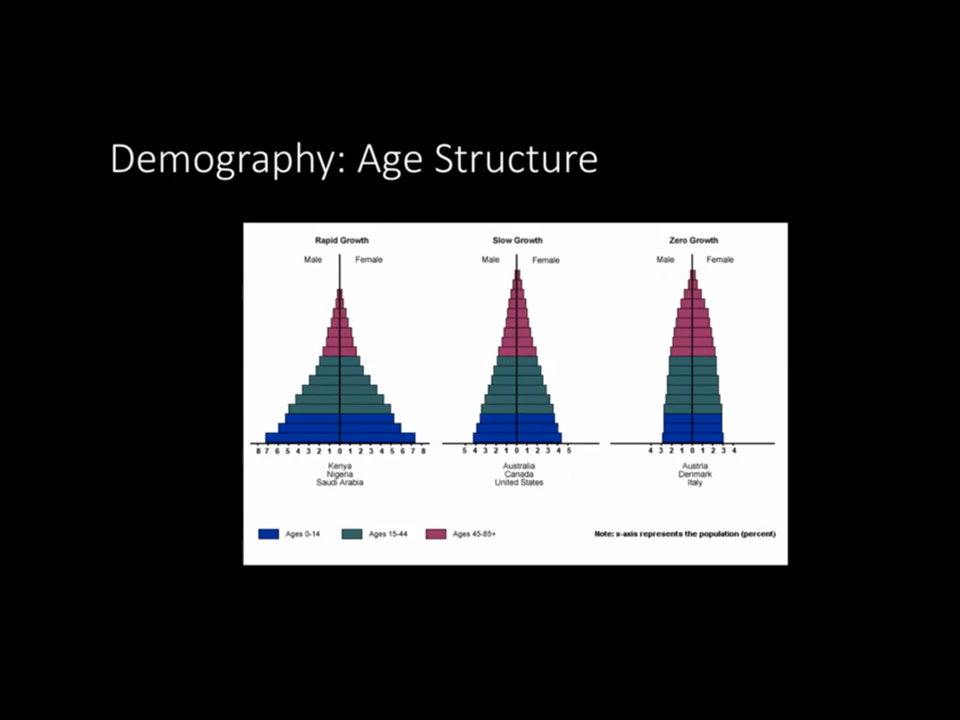 Demography: Age Structure
Rapid Growth
Male Female
8 7 6 5 4 3 2 1 0 1 2 3 4 5 6 7 8
Kenya
Nigeria
Saudi Arabia
Slow Growth
Male Female
5 4 3 2 1 0 1 2 3 4 5
Australia
Canada
United States
Zero Growth
Male Female
4 3 2 1 0 1 2 3 4
Austria
Denmark
Italy
Ages 0-14 Ages 15-44 Ages 45-85+
Note: x-axis represents the population (percent)